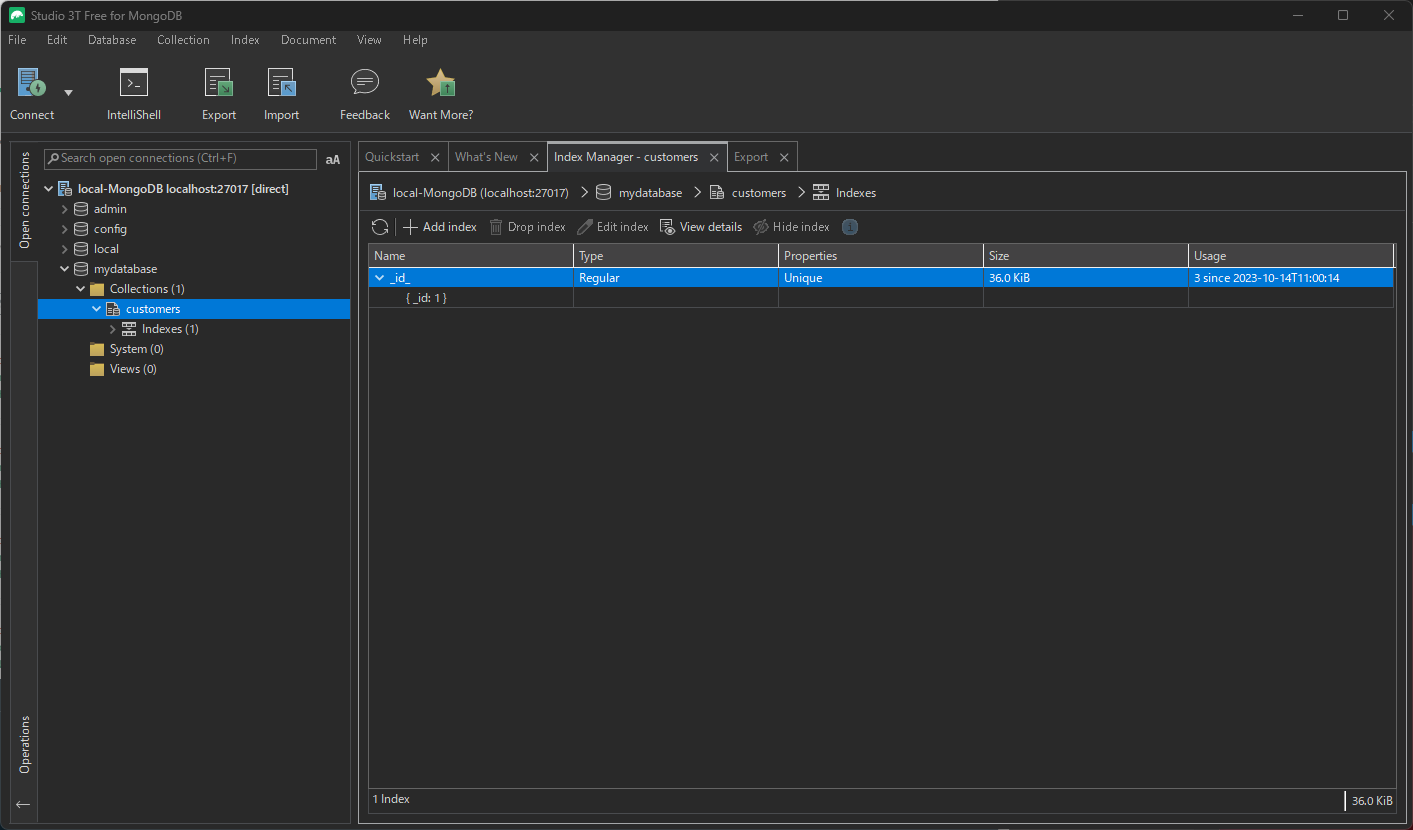 Studio 3T Free for MongoDB
File Edit Database Collection Index Document View Help
Connect IntelliShell Export Import Feedback Want More?
Open connections
Search open connections (Ctrl+F) aA
local-MongoDB localhost:27017 [direct]
admin
config
local
mydatabase
Collections (1)
customers
Indexes (1)
System (0)
Views (0)
Operations
Quickstart What's New Index Manager - customers Export
local-MongoDB (localhost:27017) mydatabase customers Indexes
Add index Drop index Edit index View details Hide index
Name Type Properties Size Usage
_id_ Regular Unique 36.0 KiB 3 since 2023-10-14T11:00:14
{ _id: 1 }
1 Index 36.0 KiB